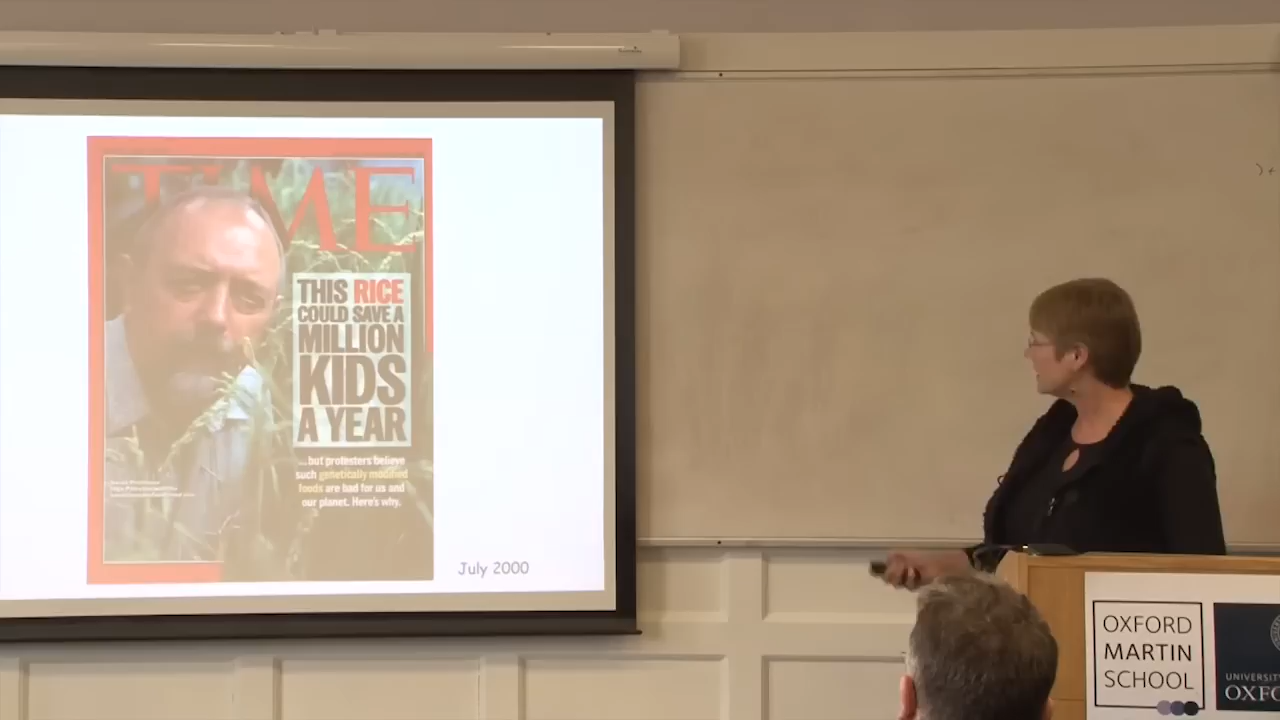 TIME
THIS RICE
COULD SAVE A
MILLION
KIDS
A YEAR
...but protesters believe
such genetically modified
foods are bad for us and
our planet. Here's why.
July 2000
OXFORD
MARTIN
SCHOOL